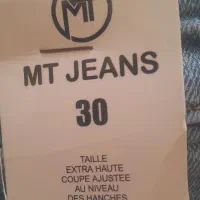 MT
MT JEANS
30
TAILLE
EXTRA HAUTE
COUPE AJUSTEE
AU NIVEAU
DES HANCHES